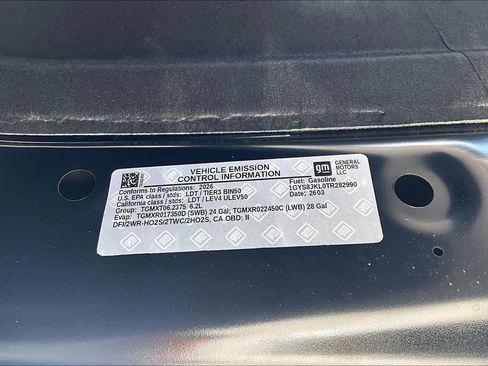 VEHICLE EMISSION
CONTROL INFORMATION
gm
GENERAL
MOTORS
LLC
Conforms to Regulations: 2026
U.S. EPA class / stds: LDT / TIER3 BIN50
California class / stds: LDT / LEV4 ULEV50
Group: TGMXT06.2375 6.2L
Evap: TGMXR017350D (SWB) 24 Gal; TGMXR022450C (LWB) 28 Gal
DFI/2WR-HO2S/2TWC/2HO2S, CA OBD: II
Fuel: Gasoline
1GYS8JKL0TR282990
Date: 2603